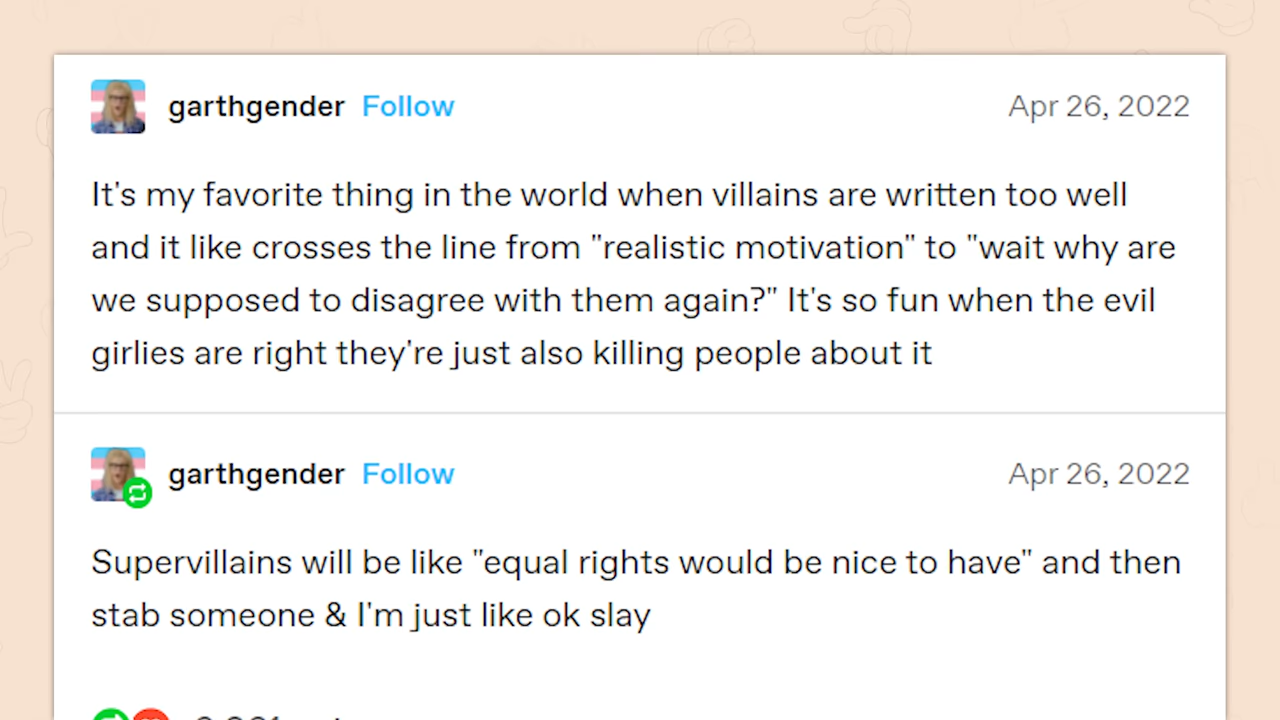 garthgender Follow Apr 26, 2022
It's my favorite thing in the world when villains are written too well
and it like crosses the line from "realistic motivation" to "wait why are
we supposed to disagree with them again?" It's so fun when the evil
girlies are right they're just also killing people about it
garthgender Follow Apr 26, 2022
Supervillains will be like "equal rights would be nice to have" and then
stab someone & I'm just like ok slay